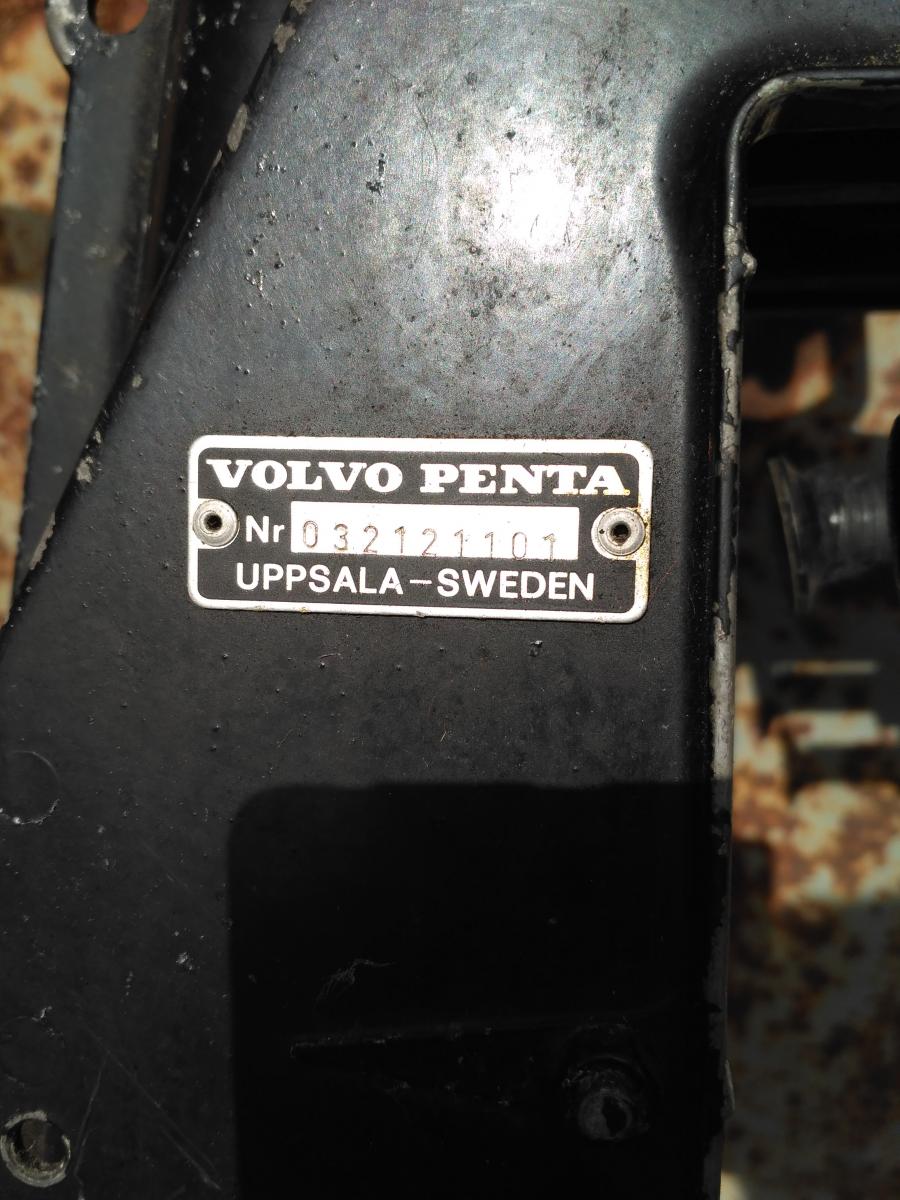 VOLVO PENTA
Nr 032121101
UPPSALA–SWEDEN